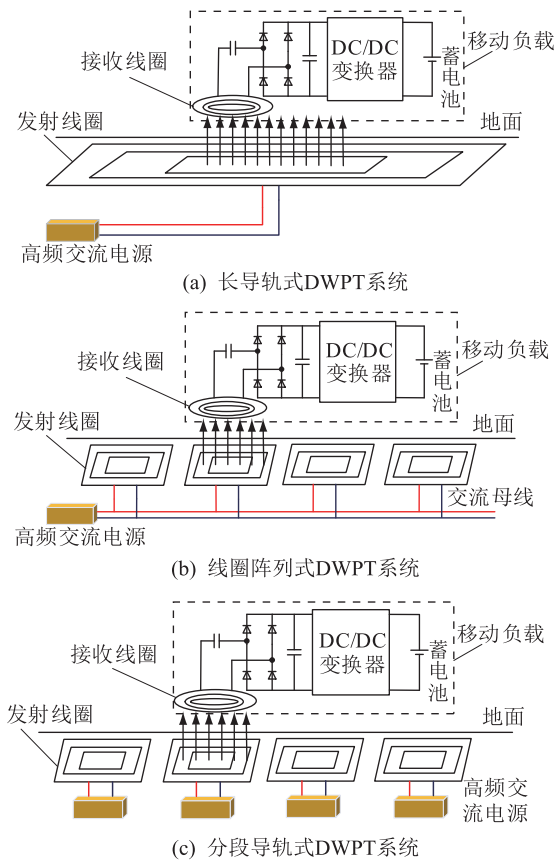 DC/DC
变换器
蓄电池
移动负载
接收线圈
发射线圈
地面
高频交流电源
(a) 长导轨式DWPT系统
DC/DC
变换器
蓄电池
移动负载
接收线圈
发射线圈
地面
交流母线
高频交流电源
(b) 线圈阵列式DWPT系统
DC/DC
变换器
蓄电池
移动负载
接收线圈
发射线圈
地面
高频交
流电源
(c) 分段导轨式DWPT系统